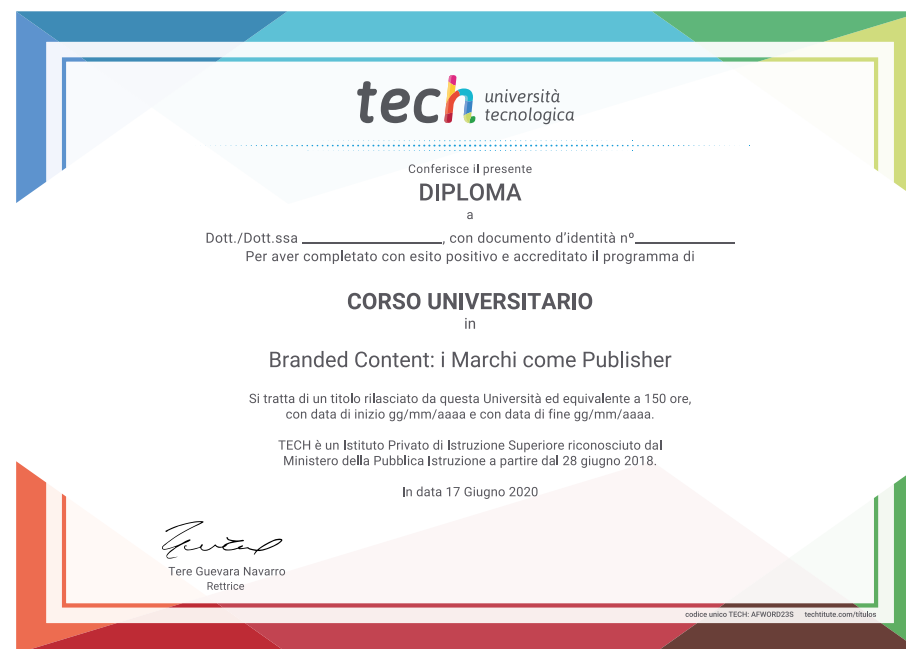 tech università
tecnologica
Conferisce il presente
DIPLOMA
a
Dott./Dott.ssa ________________, con documento d'identità nº____________
Per aver completato con esito positivo e accreditato il programma di
CORSO UNIVERSITARIO
in
Branded Content: i Marchi come Publisher
Si tratta di un titolo rilasciato da questa Università ed equivalente a 150 ore,
con data di inizio gg/mm/aaaa e con data di fine gg/mm/aaaa.
TECH è un Istituto Privato di Istruzione Superiore riconosciuto dal
Ministero della Pubblica Istruzione a partire dal 28 giugno 2018.
In data 17 Giugno 2020
Tere Guevara Navarro
Rettrice
codice unico TECH: AFWORD23S techtitute.com/titulos